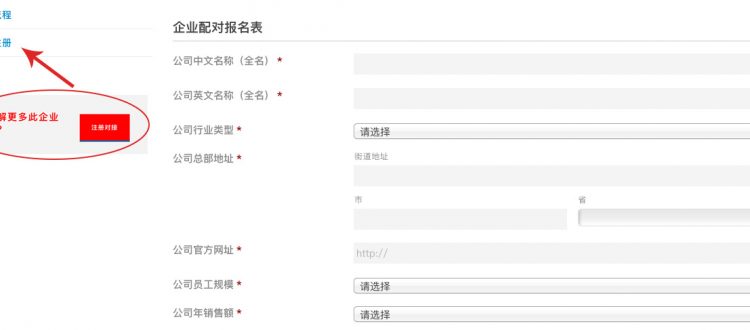 程
册
解更多此企业
?
注册对接
企业配对报名表
公司中文名称（全名） *
公司英文名称（全名） *
公司行业类型 *
请选择
公司总部地址 *
街道地址
市
省
公司官方网址 *
http://
公司员工规模 *
请选择
公司年销售额 *
请选择